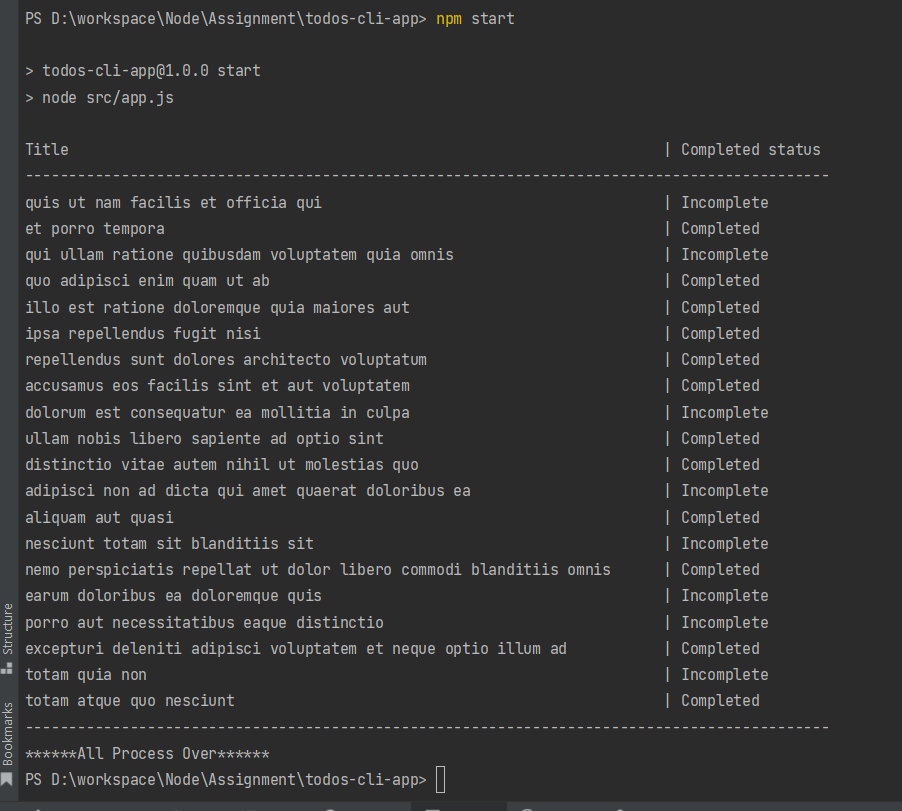 PS D:\workspace\Node\Assignment\todos-cli-app> npm start
> todos-cli-app@1.0.0 start
> node src/app.js
Title | Completed status
--------------------------------------------------------------------------------------------
quis ut nam facilis et officia qui | Incomplete
et porro tempora | Completed
qui ullam ratione quibusdam voluptatem quia omnis | Incomplete
quo adipisci enim quam ut ab | Completed
illo est ratione doloremque quia maiores aut | Completed
ipsa repellendus fugit nisi | Completed
repellendus sunt dolores architecto voluptatum | Completed
accusamus eos facilis sint et aut voluptatem | Completed
dolorum est consequatur ea mollitia in culpa | Incomplete
ullam nobis libero sapiente ad optio sint | Completed
distinctio vitae autem nihil ut molestias quo | Completed
adipisci non ad dicta qui amet quaerat doloribus ea | Incomplete
aliquam aut quasi | Completed
nesciunt totam sit blanditiis sit | Incomplete
nemo perspiciatis repellat ut dolor libero commodi blanditiis omnis | Completed
earum doloribus ea doloremque quis | Incomplete
porro aut necessitatibus eaque distinctio | Incomplete
excepturi deleniti adipisci voluptatem et neque optio illum ad | Completed
totam quia non | Incomplete
totam atque quo nesciunt | Completed
--------------------------------------------------------------------------------------------
******All Process Over******
PS D:\workspace\Node\Assignment\todos-cli-app>
Structure
Bookmarks